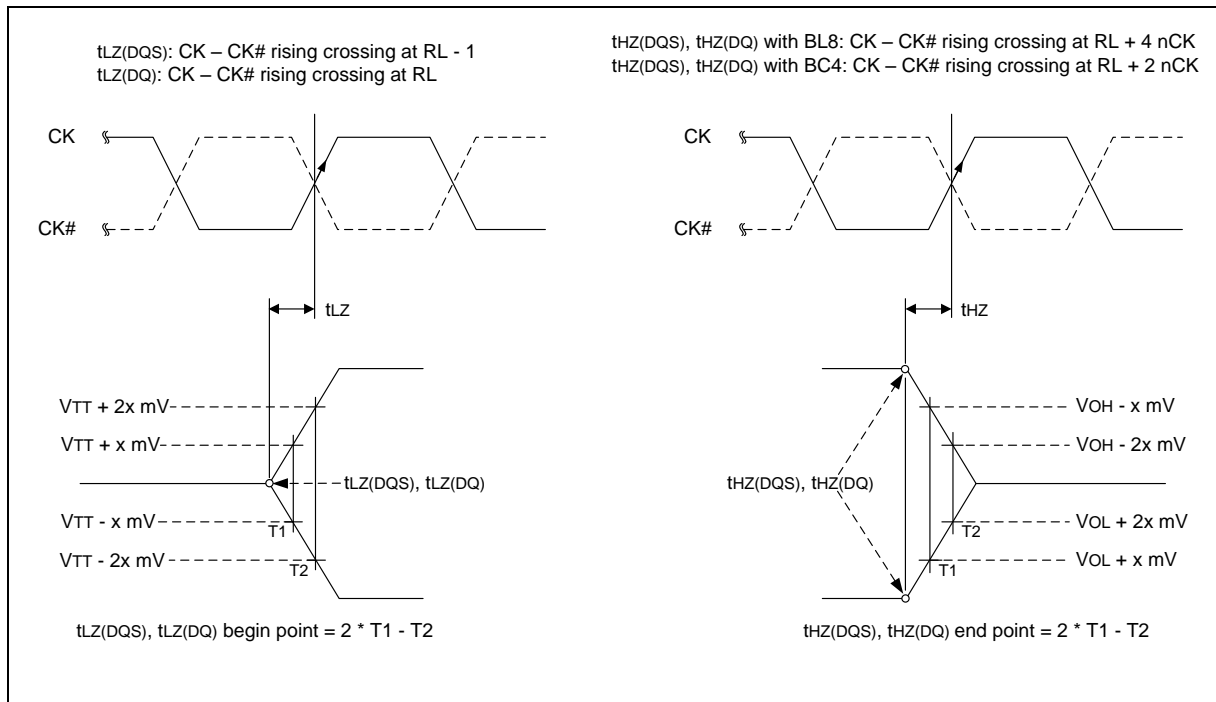 tLZ(DQS): CK – CK# rising crossing at RL - 1
tLZ(DQ): CK – CK# rising crossing at RL
CK
CK#
tLZ
VTT + 2x mV
VTT + x mV
tLZ(DQS), tLZ(DQ)
VTT - x mV
T1
VTT - 2x mV
T2
tLZ(DQS), tLZ(DQ) begin point = 2 * T1 - T2
tHZ(DQS), tHZ(DQ) with BL8: CK – CK# rising crossing at RL + 4 nCK
tHZ(DQS), tHZ(DQ) with BC4: CK – CK# rising crossing at RL + 2 nCK
CK
CK#
tHZ
VOH - x mV
VOH - 2x mV
tHZ(DQS), tHZ(DQ)
T2
VOL + 2x mV
T1
VOL + x mV
tHZ(DQS), tHZ(DQ) end point = 2 * T1 - T2